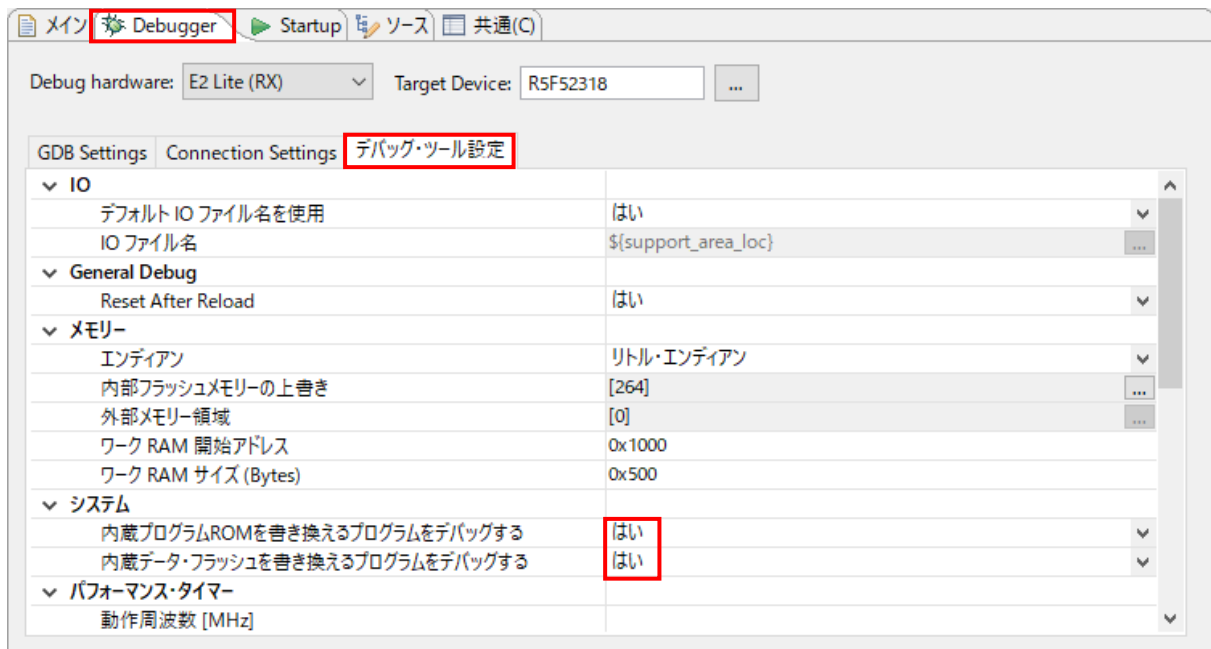 メイン Debugger Startup ソース 共通(C)
Debug hardware: E2 Lite (RX) Target Device: R5F52318 ...
GDB Settings Connection Settings デバッグ・ツール設定
IO
デフォルト IO ファイル名を使用 はい
IO ファイル名 ${support_area_loc} ...
General Debug
Reset After Reload はい
メモリー
エンディアン リトル・エンディアン
内部フラッシュメモリーの上書き [264] ...
外部メモリー領域 [0] ...
ワーク RAM 開始アドレス 0x1000
ワーク RAM サイズ (Bytes) 0x500
システム
内蔵プログラムROMを書き換えるプログラムをデバッグする はい
内蔵データ・フラッシュを書き換えるプログラムをデバッグする はい
パフォーマンス・タイマー
動作周波数 [MHz]